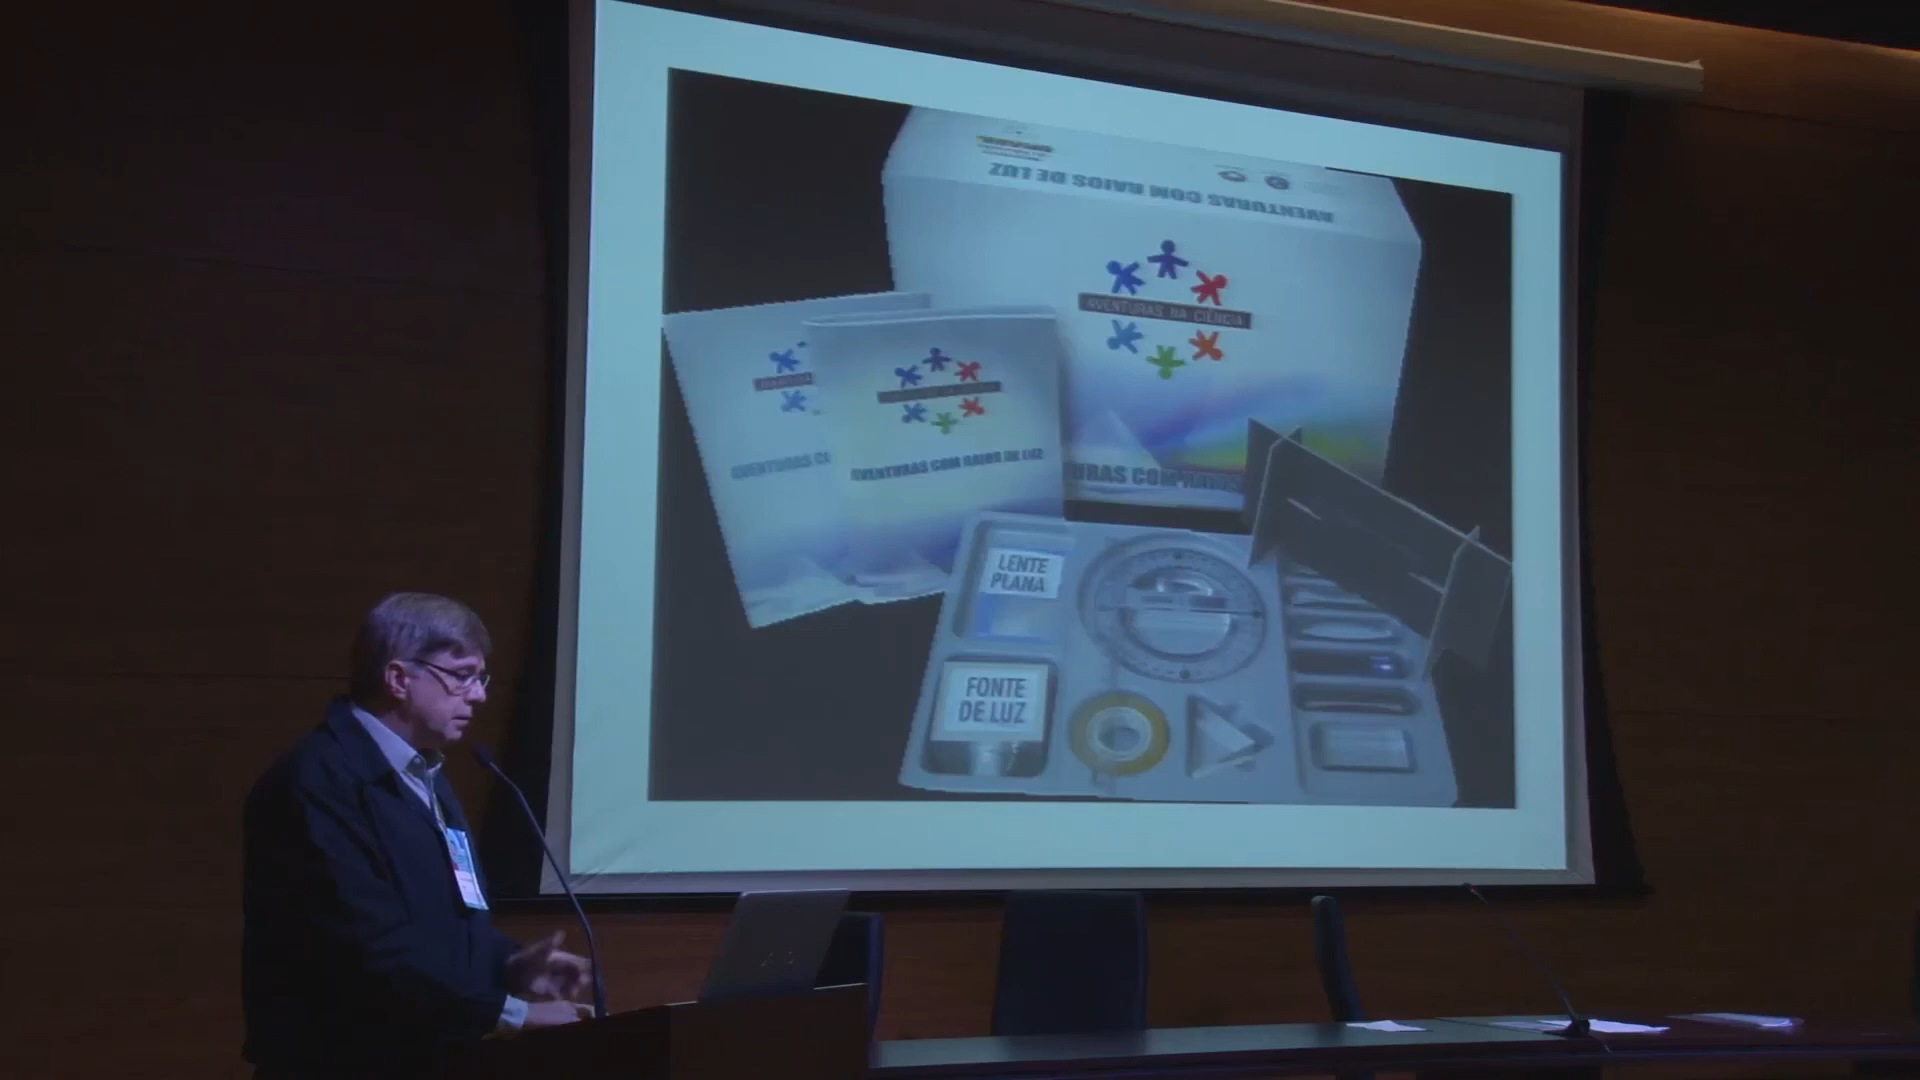 AVENTURAS COM RAIOS DE LUZ
AVENTURAS NA CIÊNCIA
AVENTURAS COM RAIOS DE LUZ
URAS COM RAIOS
LENTE
PLANA
FONTE
DE LUZ